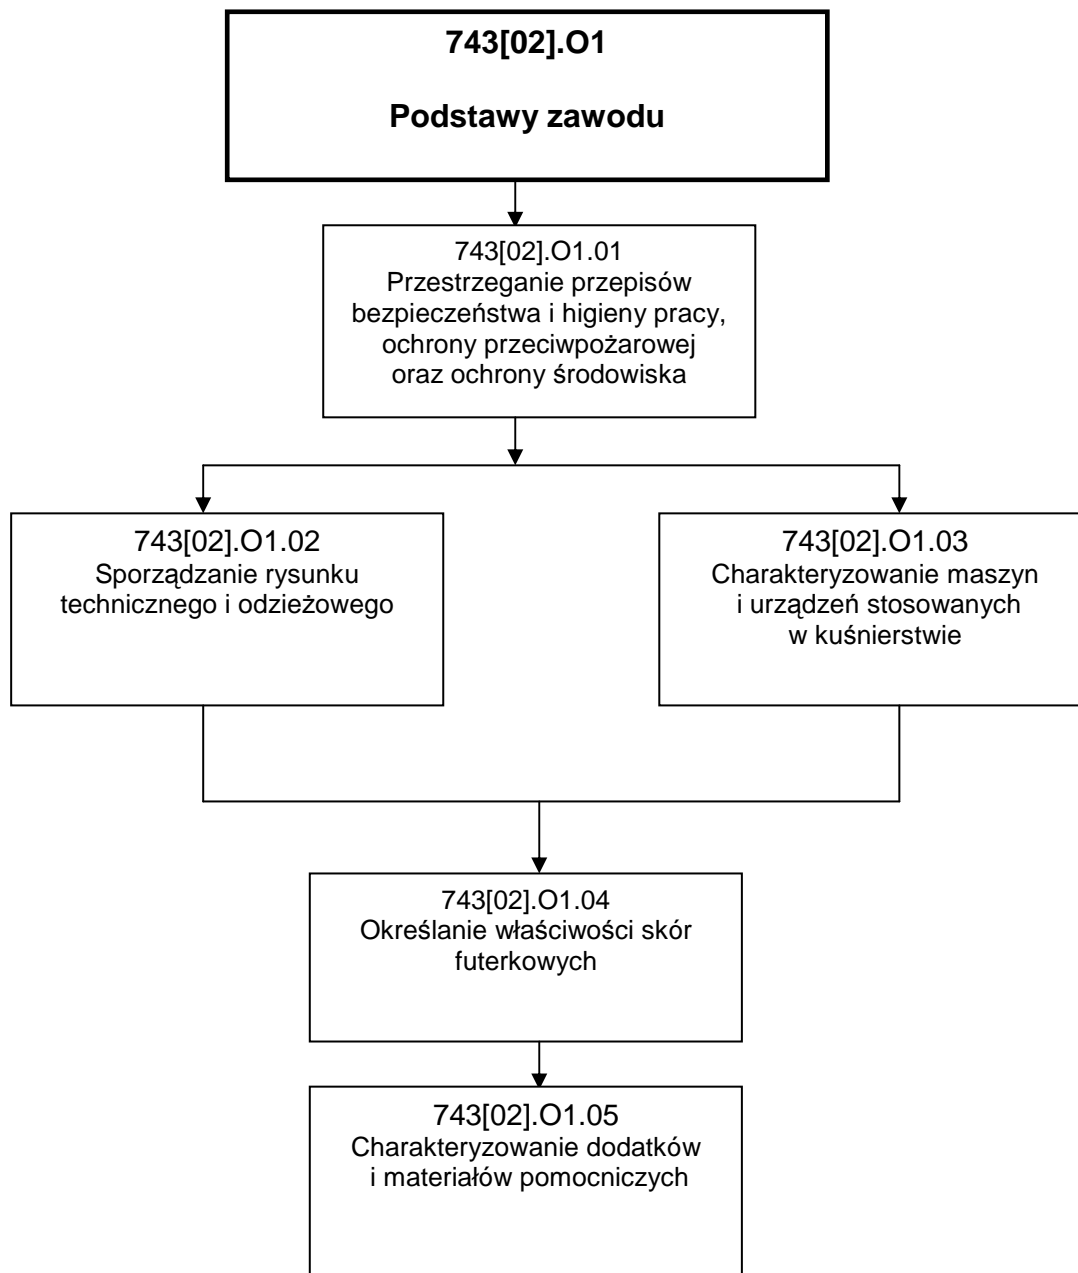 743[02].O1
Podstawy zawodu
743[02].O1.01
Przestrzeganie przepisów
bezpieczeństwa i higieny pracy,
ochrony przeciwpożarowej
oraz ochrony środowiska
743[02].O1.02
Sporządzanie rysunku
technicznego i odzieżowego
743[02].O1.03
Charakteryzowanie maszyn
i urządzeń stosowanych
w kuśnierstwie
743[02].O1.04
Określanie właściwości skór
futerkowych
743[02].O1.05
Charakteryzowanie dodatków
i materiałów pomocniczych